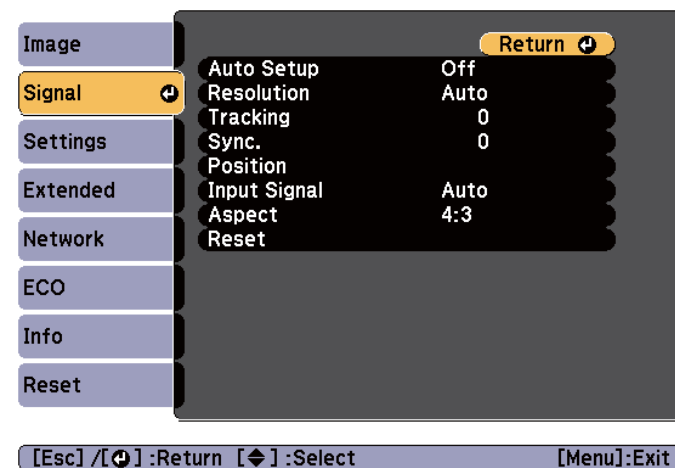 Image
Signal
Settings
Extended
Network
ECO
Info
Reset
Return
Auto Setup Off
Resolution Auto
Tracking 0
Sync. 0
Position
Input Signal Auto
Aspect 4:3
Reset
[Esc] /[ ] :Return [ ] :Select [Menu]:Exit